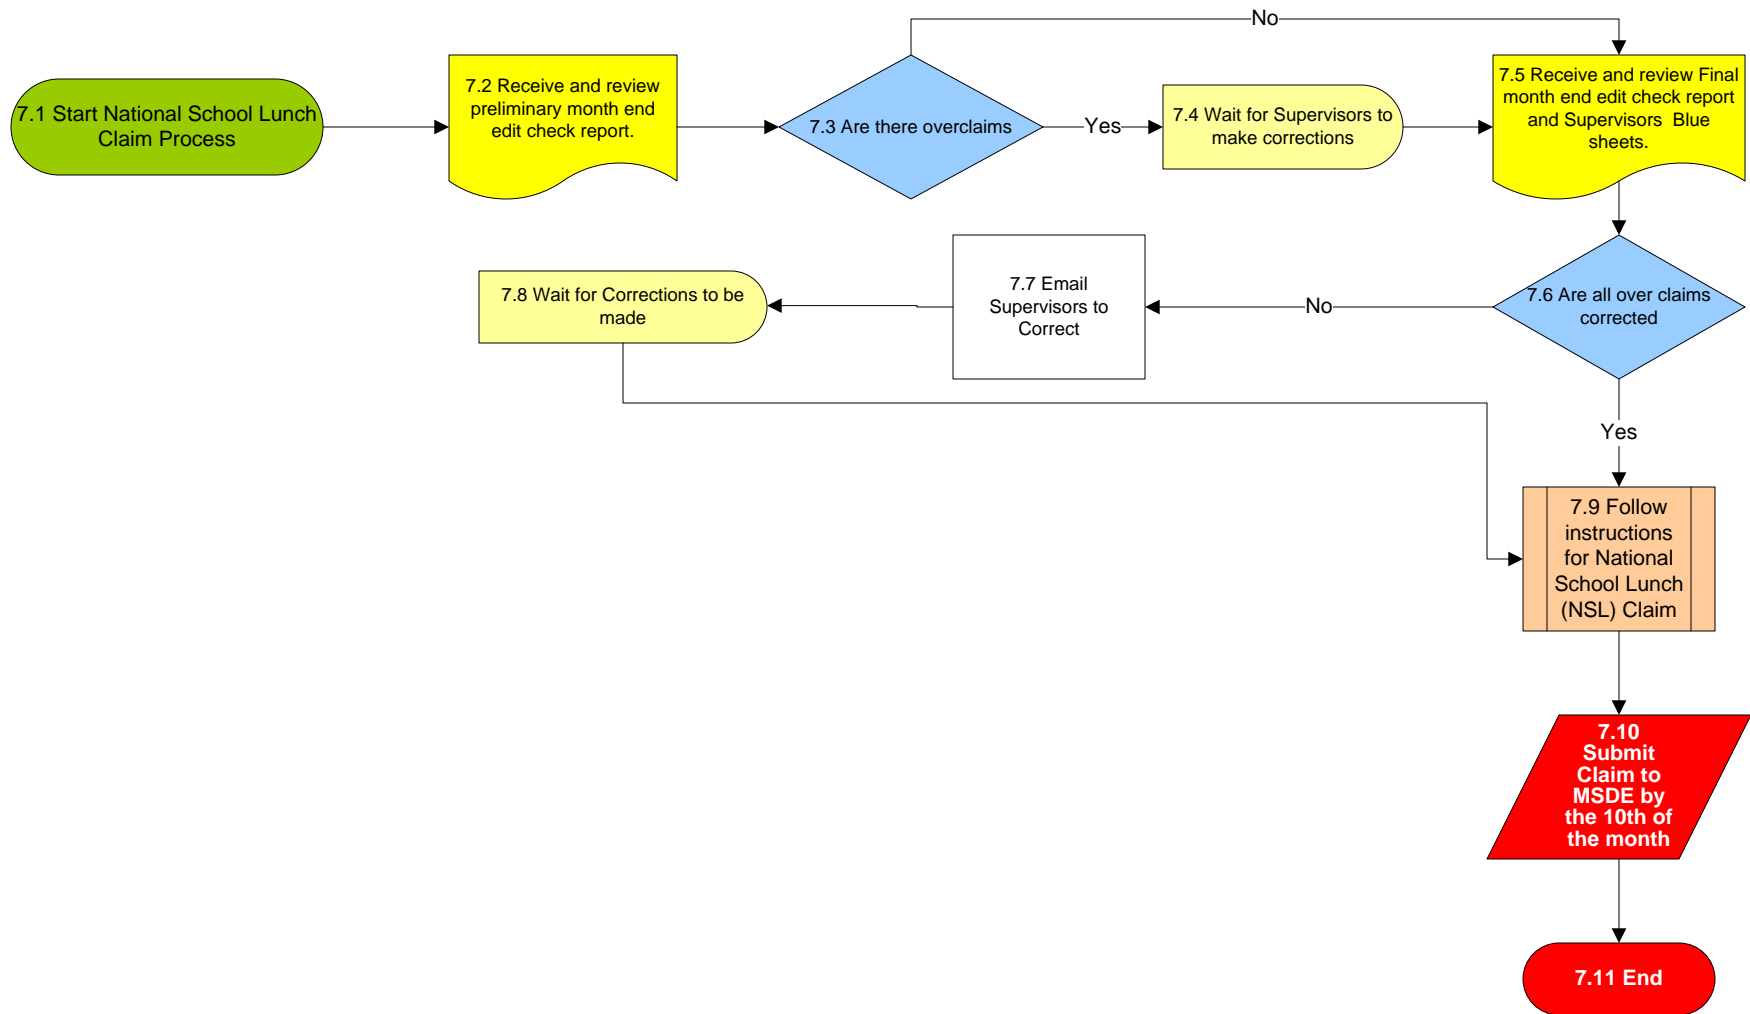 No
7.1 Start National School Lunch
Claim Process
7.2 Receive and review
preliminary month end
edit check report.
7.3 Are there overclaims
Yes
7.4 Wait for Supervisors to
make corrections
7.5 Receive and review Final
month end edit check report
and Supervisors Blue
sheets.
7.6 Are all over claims
corrected
No
7.7 Email
Supervisors to
Correct
7.8 Wait for Corrections to be
made
Yes
7.9 Follow
instructions
for National
School Lunch
(NSL) Claim
7.10
Submit
Claim to
MSDE by
the 10th of
the month
7.11 End